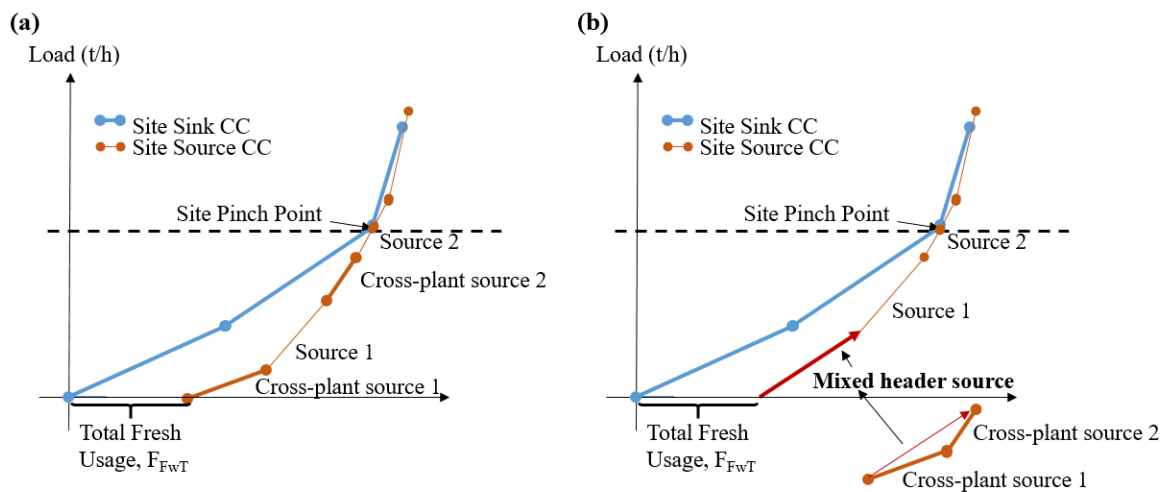 (a)
Load (t/h)
Site Sink CC
Site Source CC
Site Pinch Point
Source 2
Cross-plant source 2
Source 1
Cross-plant source 1
Total Fresh
Usage, F_FwT
(b)
Load (t/h)
Site Sink CC
Site Source CC
Site Pinch Point
Source 2
Source 1
Mixed header source
Total Fresh
Usage, F_FwT
Cross-plant source 2
Cross-plant source 1